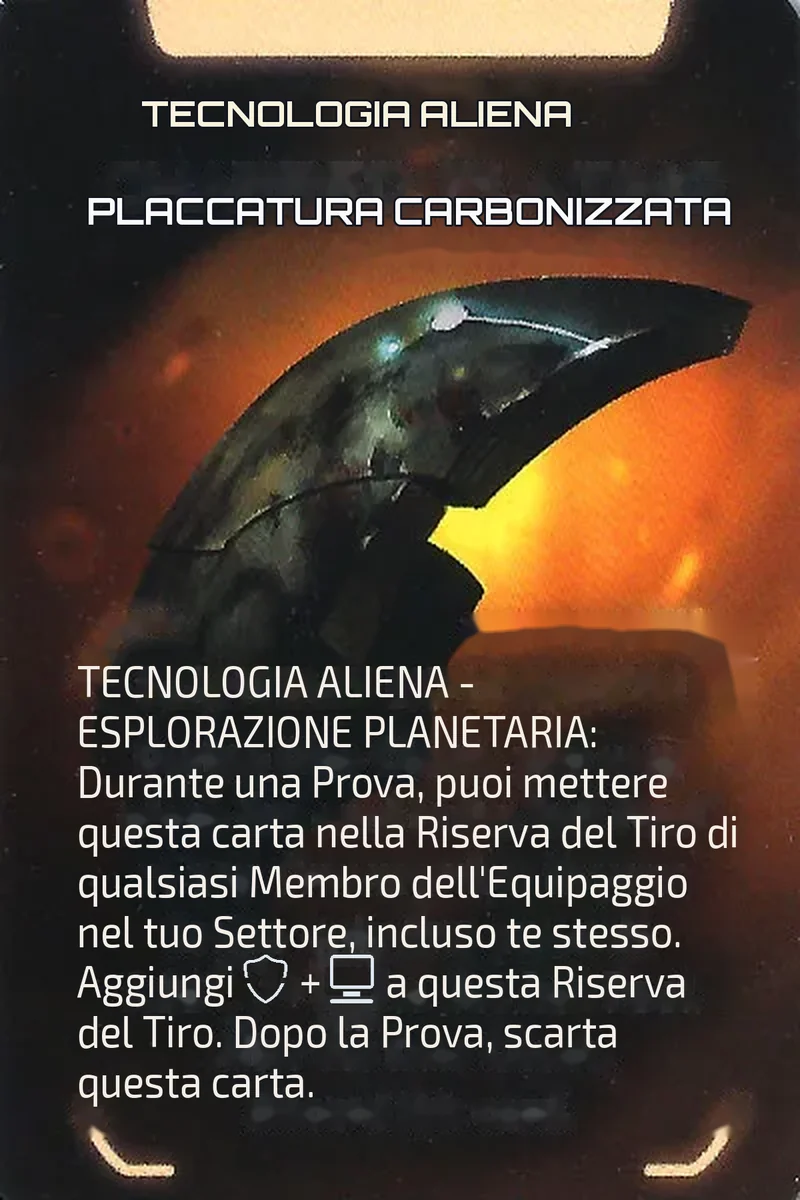 TECNOLOGIA ALIENA
PLACCATURA CARBONIZZATA
TECNOLOGIA ALIENA -
ESPLORAZIONE PLANETARIA:
Durante una Prova, puoi mettere
questa carta nella Riserva del Tiro di
qualsiasi Membro dell'Equipaggio
nel tuo Settore, incluso te stesso.
Aggiungi + a questa Riserva
del Tiro. Dopo la Prova, scarta
questa carta.